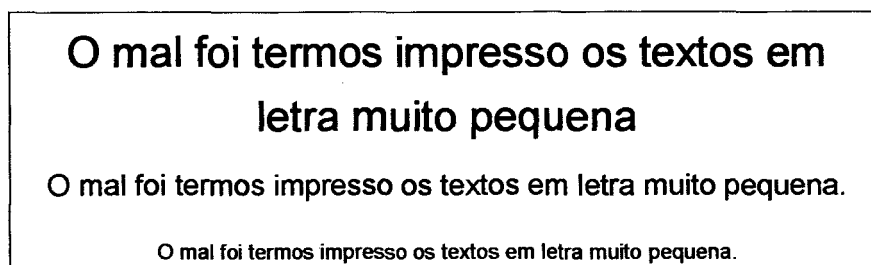 O mal foi termos impresso os textos em
letra muito pequena
O mal foi termos impresso os textos em letra muito pequena.
O mal foi termos impresso os textos em letra muito pequena.